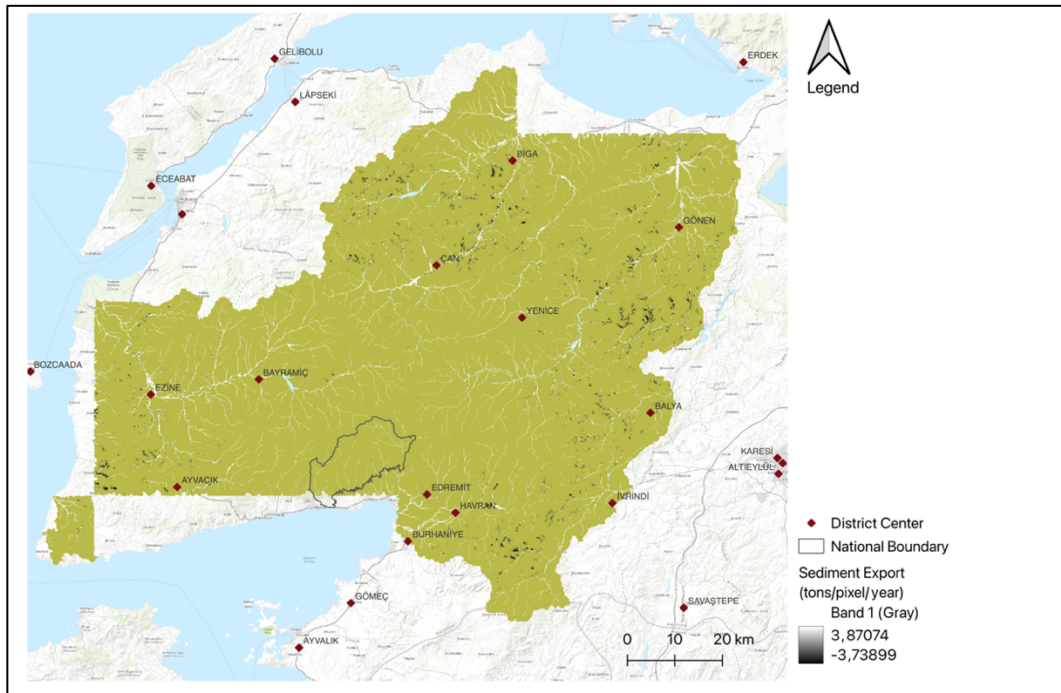 GELİBOLU
ERDEK
LÂPSEKİ
Legend
BİGA
ECEABAT
GÖNEN
ÇAN
YENİCE
BOZCAADA
BAYRAMİÇ
EZİNE
BALYA
KARESİ
ALTIEYLÜL
AYVACIK
EDREMİT
İVRİNDİ
HAVRAN
District Center
BURHANİYE
National Boundary
Sediment Export
(tons/pixel/year)
Band 1 (Gray)
GÖMEÇ
SAVAŞTEPE
3,87074
0 10 20 km
-3,73899
AYVALIK